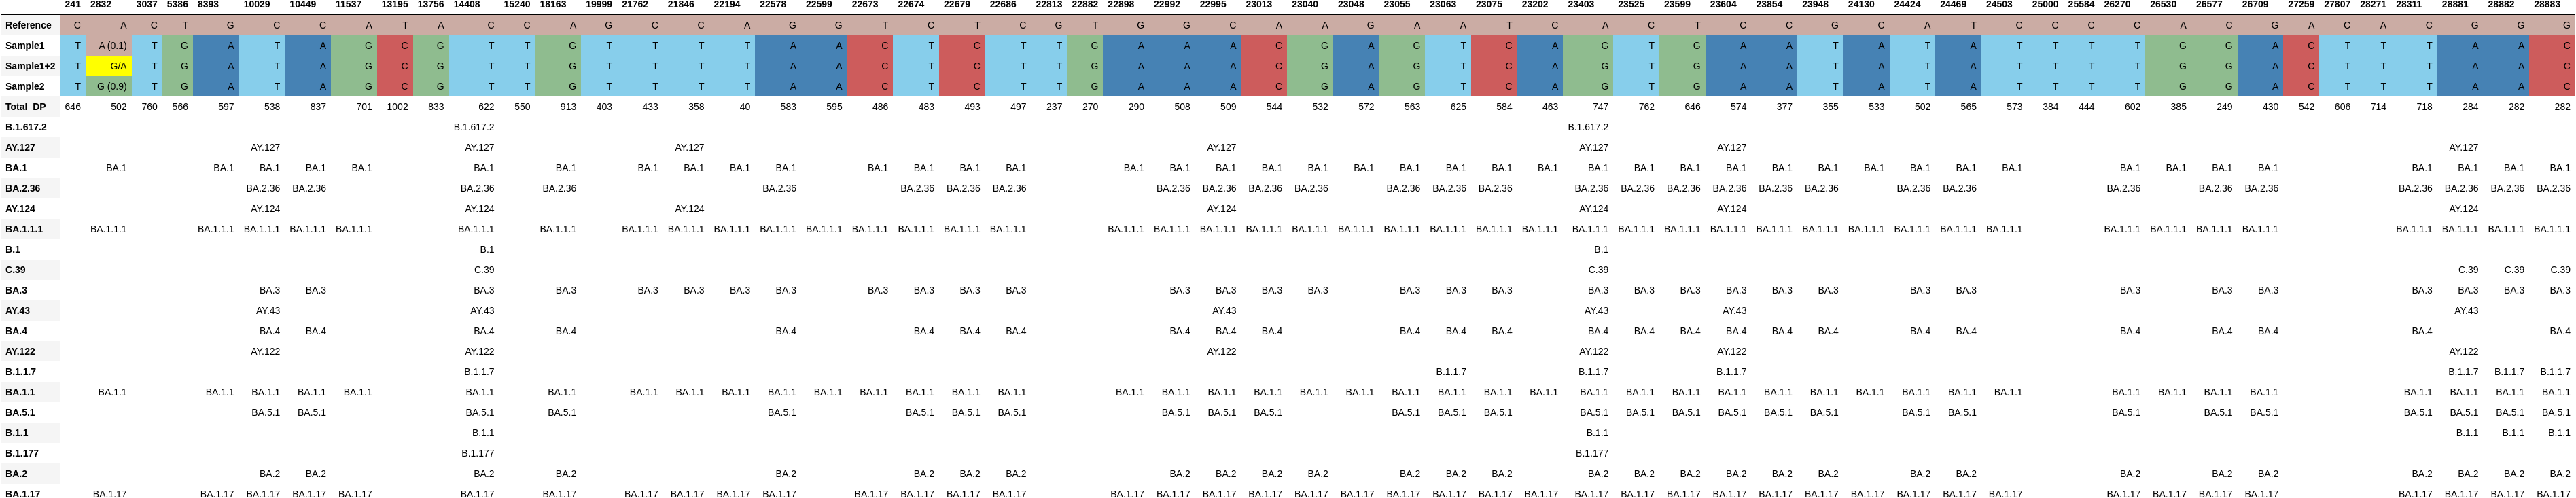 241 2832 3037 5386 8393 10029 10449 11537 13195 13756 14408 15240 18163 19999 21762 21846 22194 22578 22599 22673 22674 22679 22686 22813 22882 22898 22992 22995 23013 23040 23048 23055 23063 23075 23202 23403 23525 23599 23604 23854 23948 24130 24424 24469 24503 25000 25584 26270 26530 26577 26709 27259 27807 28271 28311 28881 28882 28883
Reference C A C T G C C A T A C C A G C C A G G T C T C G T G G C A A G A A T C A C T C C G C A T C C C C A C G A C A C G G G
Sample1 T A (0.1) T G A T A G C G T T G T T T T A A C T C T T G A A A C G A G T C A G T G A A T A T A T T T T G G A C T T T A A C
Sample1+2 T G/A T G A T A G C G T T G T T T T A A C T C T T G A A A C G A G T C A G T G A A T A T A T T T T G G A C T T T A A C
Sample2 T G (0.9) T G A T A G C G T T G T T T T A A C T C T T G A A A C G A G T C A G T G A A T A T A T T T T G G A C T T T A A C
Total_DP 646 502 760 566 597 538 837 701 1002 833 622 550 913 403 433 358 40 583 595 486 483 493 497 237 270 290 508 509 544 532 572 563 625 584 463 747 762 646 574 377 355 533 502 565 573 384 444 602 385 249 430 542 606 714 718 284 282 282
B.1.617.2 B.1.617.2 B.1.617.2
AY.127 AY.127 AY.127 AY.127 AY.127 AY.127 AY.127 AY.127
BA.1 BA.1 BA.1 BA.1 BA.1 BA.1 BA.1 BA.1 BA.1 BA.1 BA.1 BA.1 BA.1 BA.1 BA.1 BA.1 BA.1 BA.1 BA.1 BA.1 BA.1 BA.1 BA.1 BA.1 BA.1 BA.1 BA.1 BA.1 BA.1 BA.1 BA.1 BA.1 BA.1 BA.1 BA.1 BA.1 BA.1 BA.1 BA.1 BA.1 BA.1 BA.1 BA.1 BA.1
BA.2.36 BA.2.36 BA.2.36 BA.2.36 BA.2.36 BA.2.36 BA.2.36 BA.2.36 BA.2.36 BA.2.36 BA.2.36 BA.2.36 BA.2.36 BA.2.36 BA.2.36 BA.2.36 BA.2.36 BA.2.36 BA.2.36 BA.2.36 BA.2.36 BA.2.36 BA.2.36 BA.2.36 BA.2.36 BA.2.36 BA.2.36 BA.2.36 BA.2.36 BA.2.36 BA.2.36
AY.124 AY.124 AY.124 AY.124 AY.124 AY.124 AY.124 AY.124
BA.1.1.1 BA.1.1.1 BA.1.1.1 BA.1.1.1 BA.1.1.1 BA.1.1.1 BA.1.1.1 BA.1.1.1 BA.1.1.1 BA.1.1.1 BA.1.1.1 BA.1.1.1 BA.1.1.1 BA.1.1.1 BA.1.1.1 BA.1.1.1 BA.1.1.1 BA.1.1.1 BA.1.1.1 BA.1.1.1 BA.1.1.1 BA.1.1.1 BA.1.1.1 BA.1.1.1 BA.1.1.1 BA.1.1.1 BA.1.1.1 BA.1.1.1 BA.1.1.1 BA.1.1.1 BA.1.1.1 BA.1.1.1 BA.1.1.1 BA.1.1.1 BA.1.1.1 BA.1.1.1 BA.1.1.1 BA.1.1.1 BA.1.1.1 BA.1.1.1 BA.1.1.1 BA.1.1.1 BA.1.1.1 BA.1.1.1 BA.1.1.1
B.1 B.1 B.1
C.39 C.39 C.39 C.39 C.39
BA.3 BA.3 BA.3 BA.3 BA.3 BA.3 BA.3 BA.3 BA.3 BA.3 BA.3 BA.3 BA.3 BA.3 BA.3 BA.3 BA.3 BA.3 BA.3 BA.3 BA.3 BA.3 BA.3 BA.3 BA.3 BA.3 BA.3 BA.3 BA.3 BA.3 BA.3 BA.3 BA.3 BA.3 BA.3
AY.43 AY.43 AY.43 AY.43 AY.43 AY.43 AY.43
BA.4 BA.4 BA.4 BA.4 BA.4 BA.4 BA.4 BA.4 BA.4 BA.4 BA.4 BA.4 BA.4 BA.4 BA.4 BA.4 BA.4 BA.4 BA.4 BA.4 BA.4 BA.4 BA.4 BA.4 BA.4 BA.4 BA.4 BA.4
AY.122 AY.122 AY.122 AY.122 AY.122 AY.122 AY.122
B.1.1.7 B.1.1.7 B.1.1.7 B.1.1.7 B.1.1.7 B.1.1.7 B.1.1.7 B.1.1.7
BA.1.1 BA.1.1 BA.1.1 BA.1.1 BA.1.1 BA.1.1 BA.1.1 BA.1.1 BA.1.1 BA.1.1 BA.1.1 BA.1.1 BA.1.1 BA.1.1 BA.1.1 BA.1.1 BA.1.1 BA.1.1 BA.1.1 BA.1.1 BA.1.1 BA.1.1 BA.1.1 BA.1.1 BA.1.1 BA.1.1 BA.1.1 BA.1.1 BA.1.1 BA.1.1 BA.1.1 BA.1.1 BA.1.1 BA.1.1 BA.1.1 BA.1.1 BA.1.1 BA.1.1 BA.1.1 BA.1.1 BA.1.1 BA.1.1 BA.1.1 BA.1.1 BA.1.1
BA.5.1 BA.5.1 BA.5.1 BA.5.1 BA.5.1 BA.5.1 BA.5.1 BA.5.1 BA.5.1 BA.5.1 BA.5.1 BA.5.1 BA.5.1 BA.5.1 BA.5.1 BA.5.1 BA.5.1 BA.5.1 BA.5.1 BA.5.1 BA.5.1 BA.5.1 BA.5.1 BA.5.1 BA.5.1 BA.5.1 BA.5.1 BA.5.1 BA.5.1 BA.5.1
B.1.1 B.1.1 B.1.1 B.1.1 B.1.1 B.1.1
B.1.177 B.1.177 B.1.177
BA.2 BA.2 BA.2 BA.2 BA.2 BA.2 BA.2 BA.2 BA.2 BA.2 BA.2 BA.2 BA.2 BA.2 BA.2 BA.2 BA.2 BA.2 BA.2 BA.2 BA.2 BA.2 BA.2 BA.2 BA.2 BA.2 BA.2 BA.2 BA.2 BA.2 BA.2
BA.1.17 BA.1.17 BA.1.17 BA.1.17 BA.1.17 BA.1.17 BA.1.17 BA.1.17 BA.1.17 BA.1.17 BA.1.17 BA.1.17 BA.1.17 BA.1.17 BA.1.17 BA.1.17 BA.1.17 BA.1.17 BA.1.17 BA.1.17 BA.1.17 BA.1.17 BA.1.17 BA.1.17 BA.1.17 BA.1.17 BA.1.17 BA.1.17 BA.1.17 BA.1.17 BA.1.17 BA.1.17 BA.1.17 BA.1.17 BA.1.17 BA.1.17 BA.1.17 BA.1.17 BA.1.17 BA.1.17 BA.1.17 BA.1.17 BA.1.17 BA.1.17